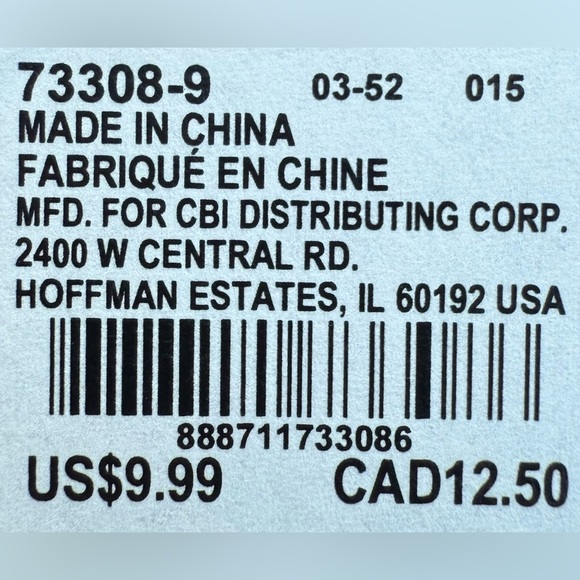 73308-9 03-52 015
MADE IN CHINA
FABRIQUÉ EN CHINE
MFD. FOR CBI DISTRIBUTING CORP.
2400 W CENTRAL RD.
HOFFMAN ESTATES, IL 60192 USA
888711733086
US$9.99 CAD12.50